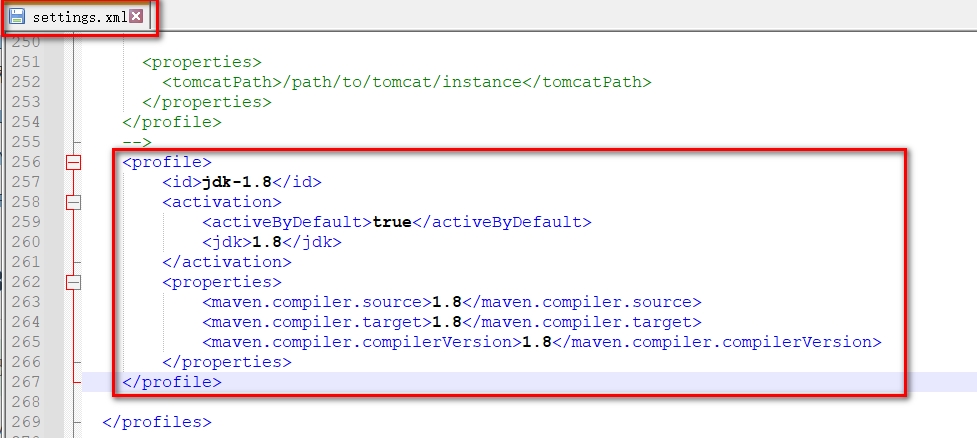 settings.xml
250
251 <properties>
252 <tomcatPath>/path/to/tomcat/instance</tomcatPath>
253 </properties>
254 </profile>
255 -->
256 <profile>
257 <id>jdk-1.8</id>
258 <activation>
259 <activeByDefault>true</activeByDefault>
260 <jdk>1.8</jdk>
261 </activation>
262 <properties>
263 <maven.compiler.source>1.8</maven.compiler.source>
264 <maven.compiler.target>1.8</maven.compiler.target>
265 <maven.compiler.compilerVersion>1.8</maven.compiler.compilerVersion>
266 </properties>
267 </profile>
268
269 </profiles>